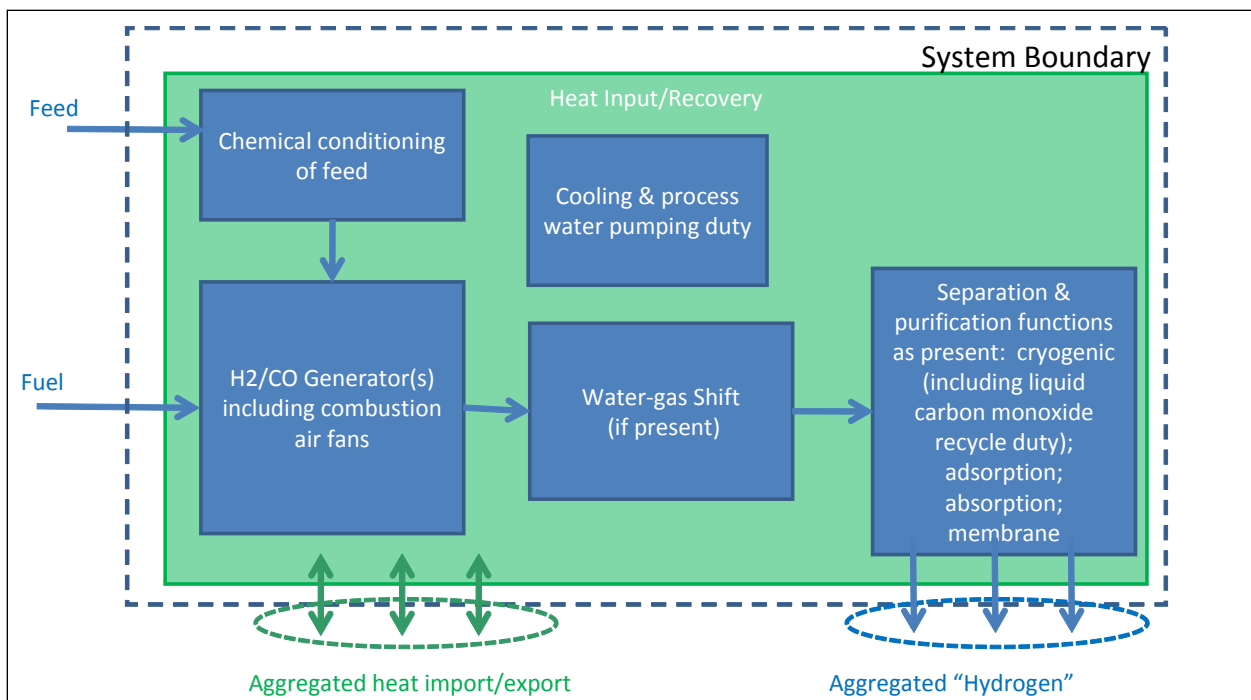 System Boundary
Heat Input/Recovery
Feed
Chemical conditioning
of feed
Cooling & process
water pumping duty
Fuel
H2/CO Generator(s)
including combustion
air fans
Water-gas Shift
(if present)
Separation &
purification functions
as present:  cryogenic
(including liquid
carbon monoxide
recycle duty);
adsorption;
absorption;
membrane
Aggregated heat import/export
Aggregated “Hydrogen”